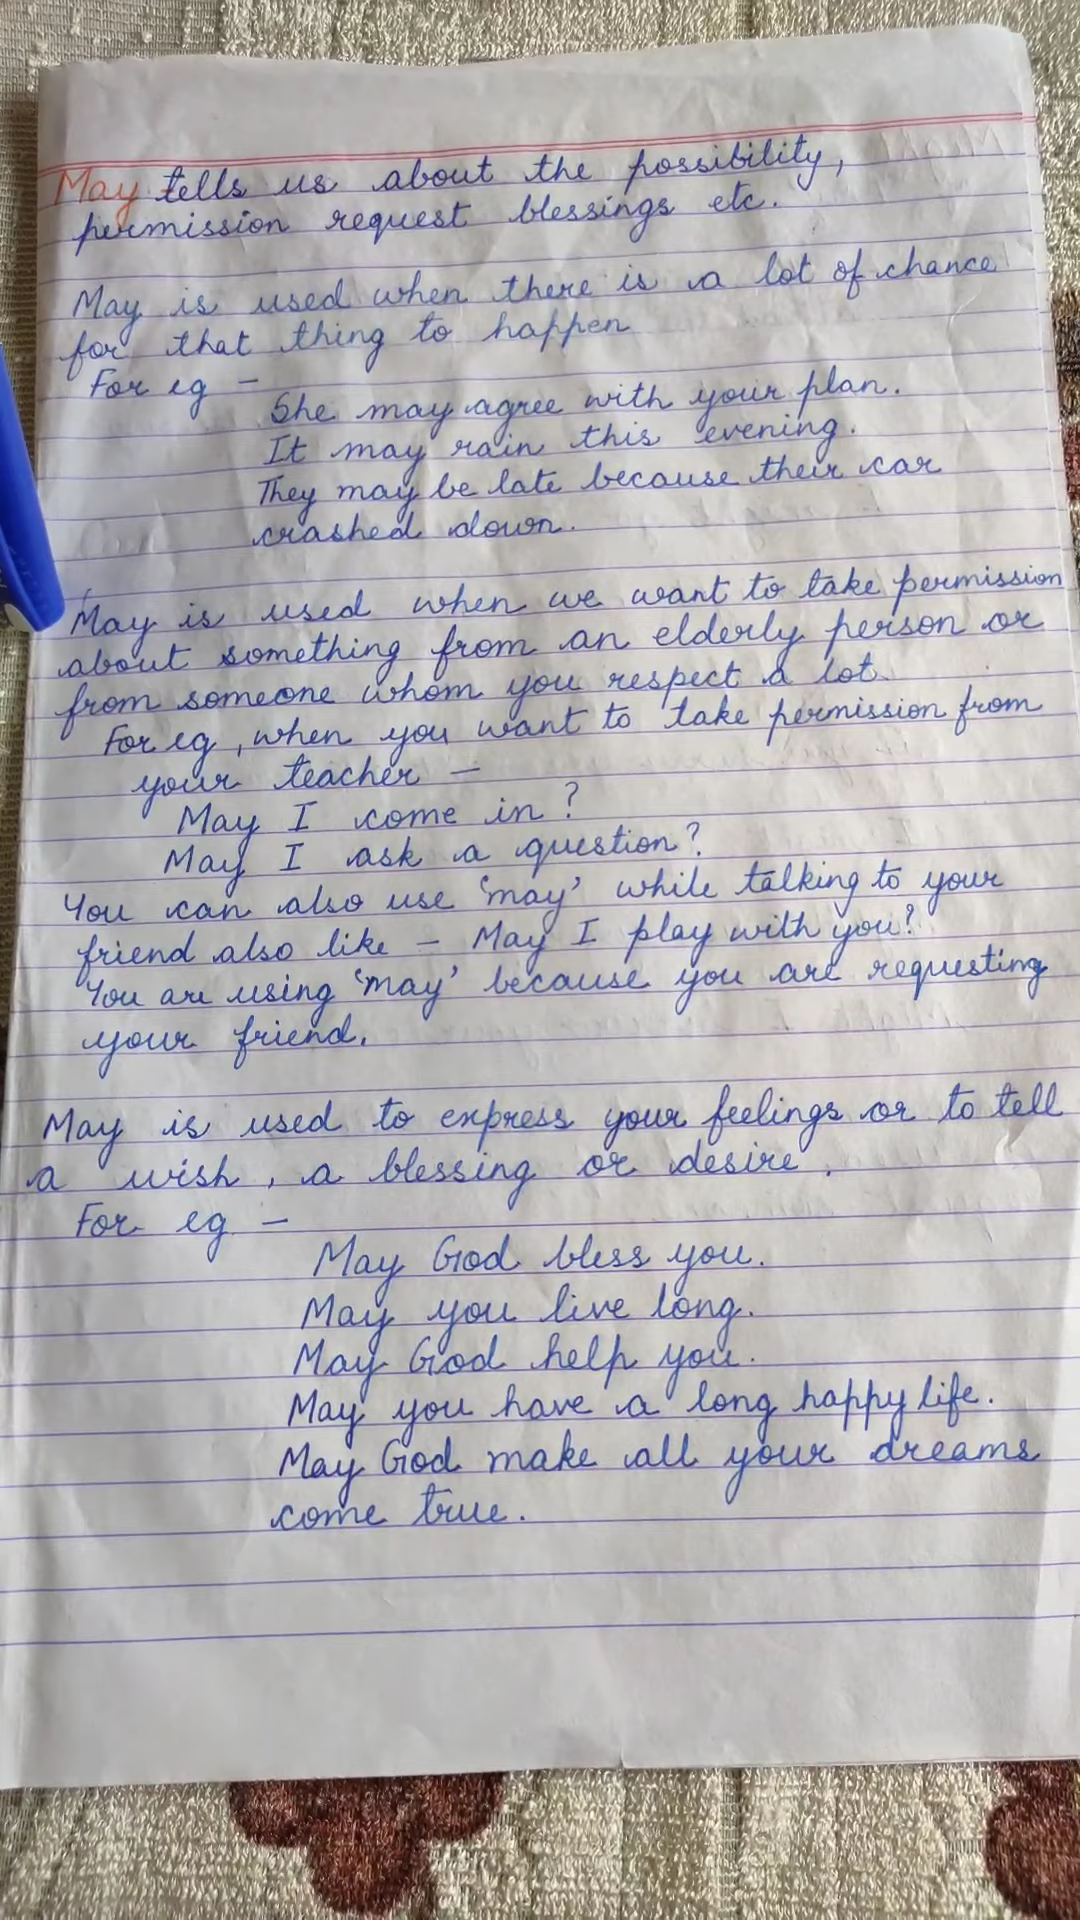 May tells us about the possibility,
permission request blessings etc.
May is used when there is a lot of chance
for that thing to happen
For eg -
She may agree with your plan.
It may rain this evening.
They may be late because their car
crashed down.
May is used when we want to take permission
about something from an elderly person or
from someone whom you respect a lot.
For eg, when you want to take permission from
your teacher -
May I come in?
May I ask a question?
You can also use 'may' while talking to your
friend also like - May I play with you?
You are using 'may' because you are requesting
your friend.
May is used to express your feelings or to tell
a wish, a blessing or desire.
For eg -
May God bless you.
May you live long.
May God help you.
May you have a long happy life.
May God make all your dreams
come true.